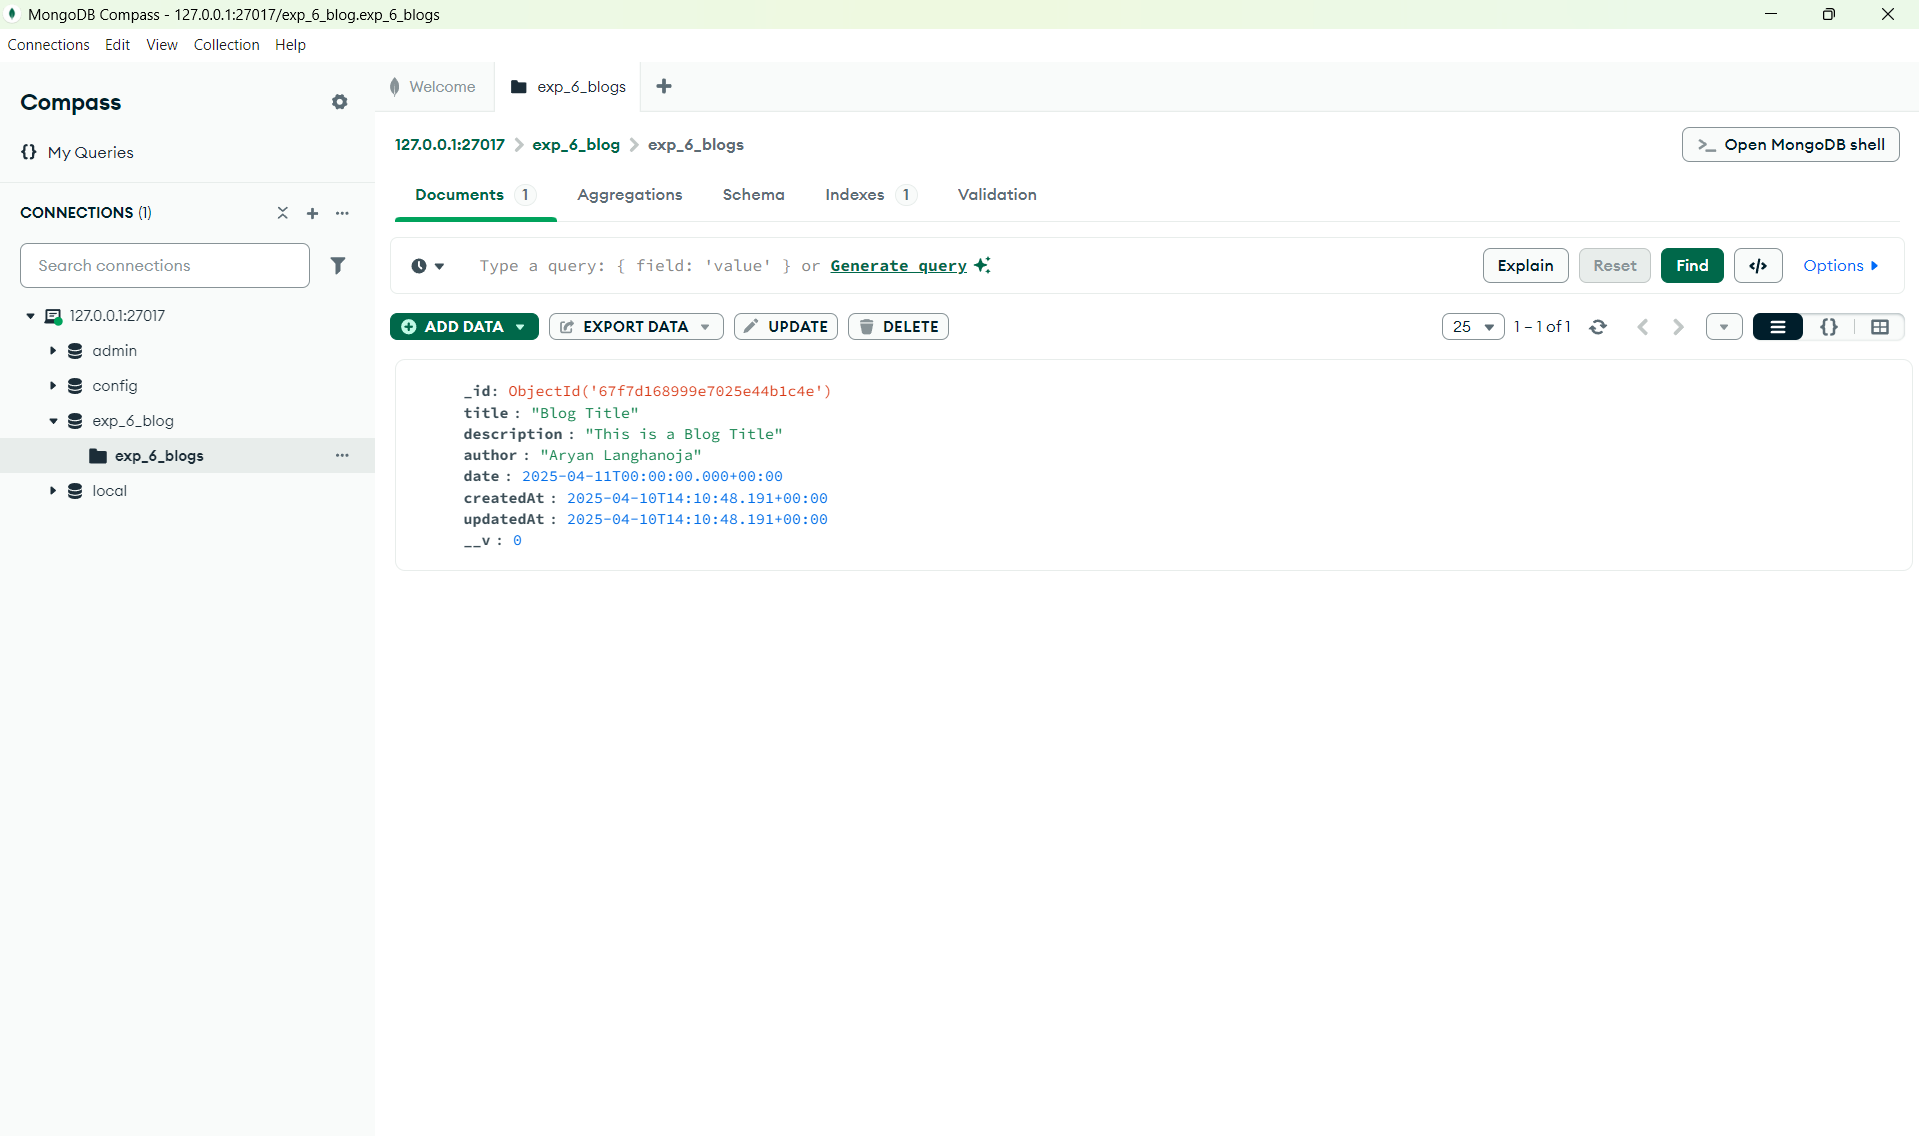 MongoDB Compass - 127.0.0.1:27017/exp_6_blog.exp_6_blogs
Connections Edit View Collection Help
Compass
{} My Queries
CONNECTIONS (1)
Search connections
127.0.0.1:27017
admin
config
exp_6_blog
exp_6_blogs
local
Welcome
exp_6_blogs
127.0.0.1:27017 > exp_6_blog > exp_6_blogs
>_ Open MongoDB shell
Documents 1 Aggregations Schema Indexes 1 Validation
Type a query: { field: 'value' } or Generate query
Explain Reset Find </> Options
ADD DATA EXPORT DATA UPDATE DELETE
25 1 – 1 of 1 {}
_id: ObjectId('67f7d168999e7025e44b1c4e')
title : "Blog Title"
description : "This is a Blog Title"
author : "Aryan Langhanoja"
date : 2025-04-11T00:00:00.000+00:00
createdAt : 2025-04-10T14:10:48.191+00:00
updatedAt : 2025-04-10T14:10:48.191+00:00
__v : 0